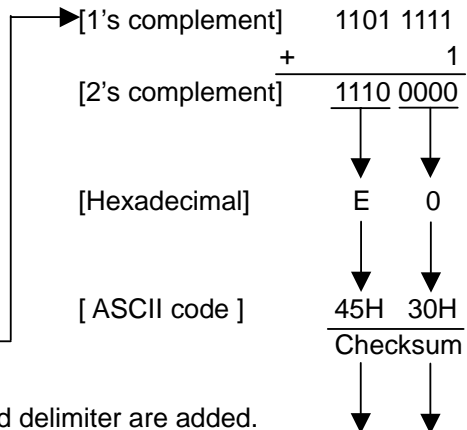 [1's complement] 1101 1111
+ 1
[2's complement] 1110 0000
[Hexadecimal] E 0
[ ASCII code ] 45H 30H
Checksum
delimiter are added.